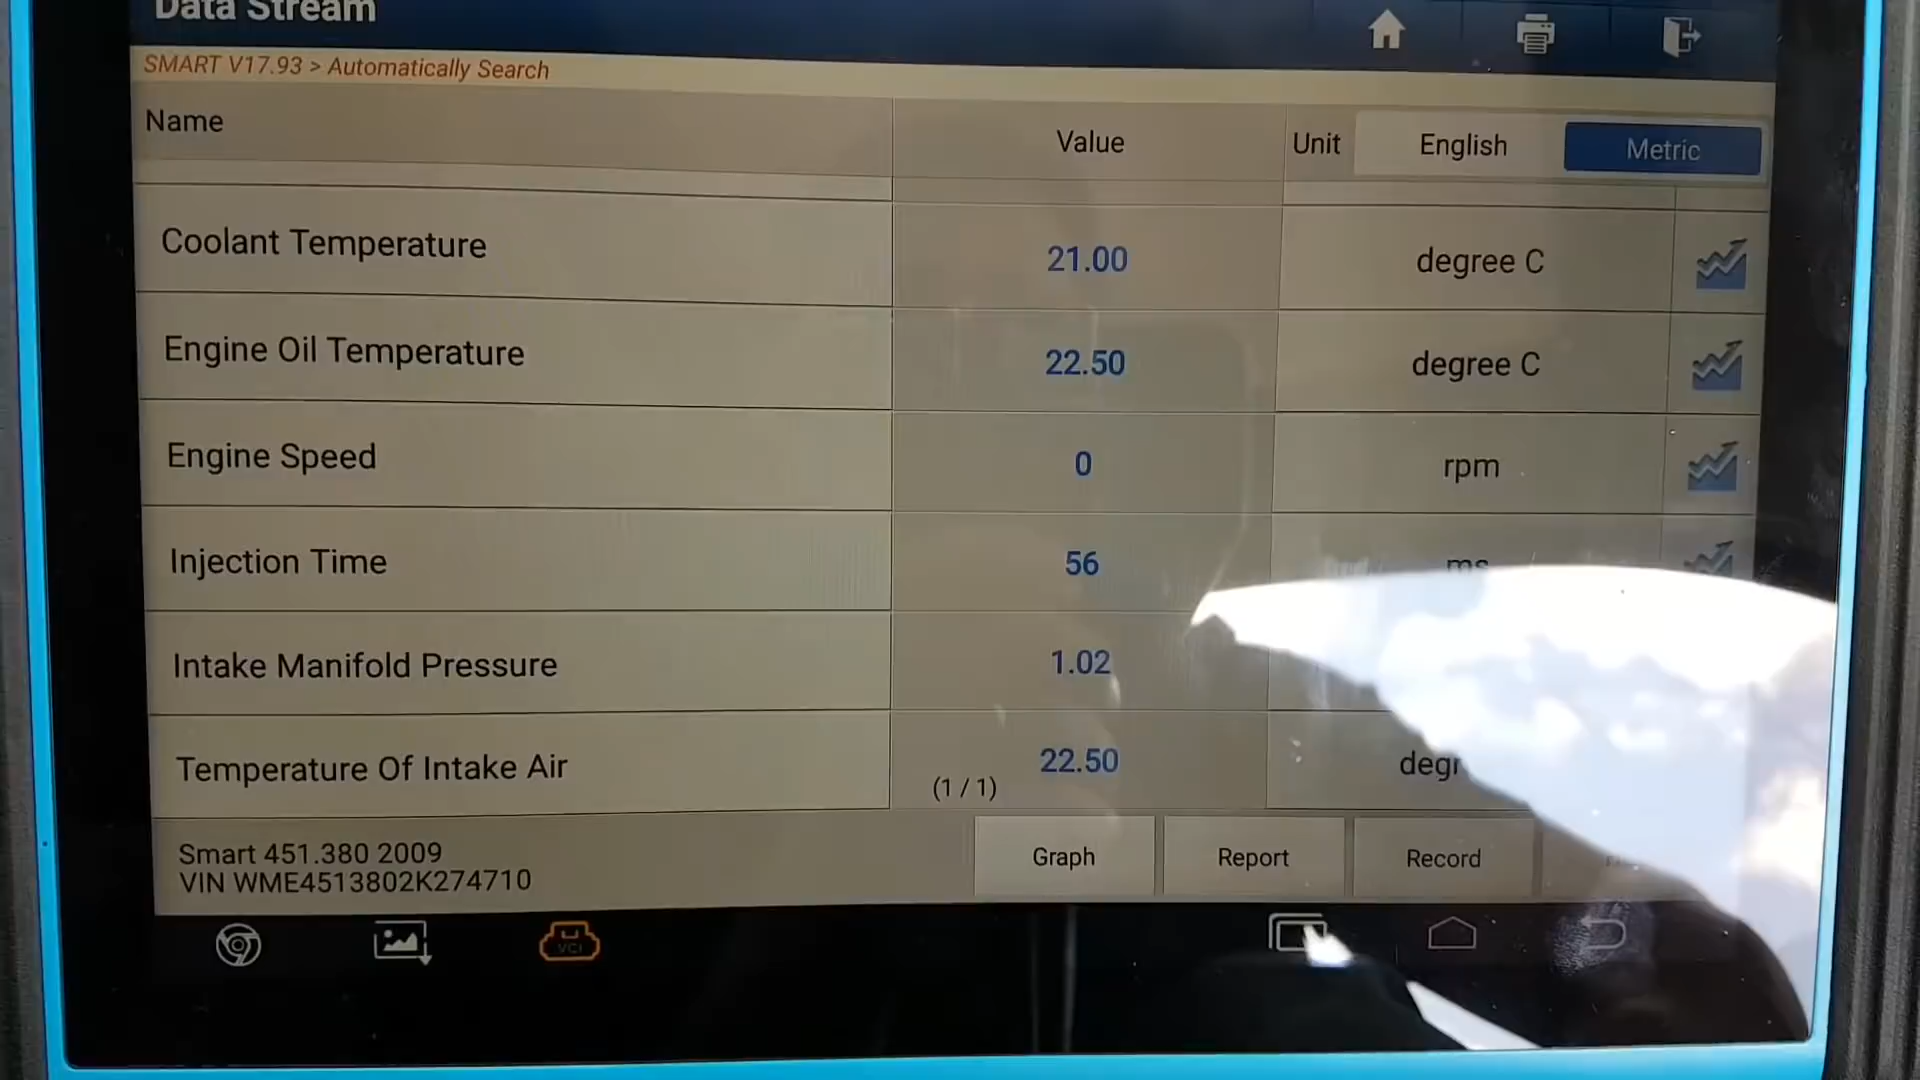 Data Stream
SMART V17.93 > Automatically Search
Name Value Unit English Metric
Coolant Temperature 21.00 degree C
Engine Oil Temperature 22.50 degree C
Engine Speed 0 rpm
Injection Time 56 ms
Intake Manifold Pressure 1.02
Temperature Of Intake Air 22.50
(1 / 1)
Smart 451.380 2009
VIN WME4513802K274710
Graph Report Record
VCI